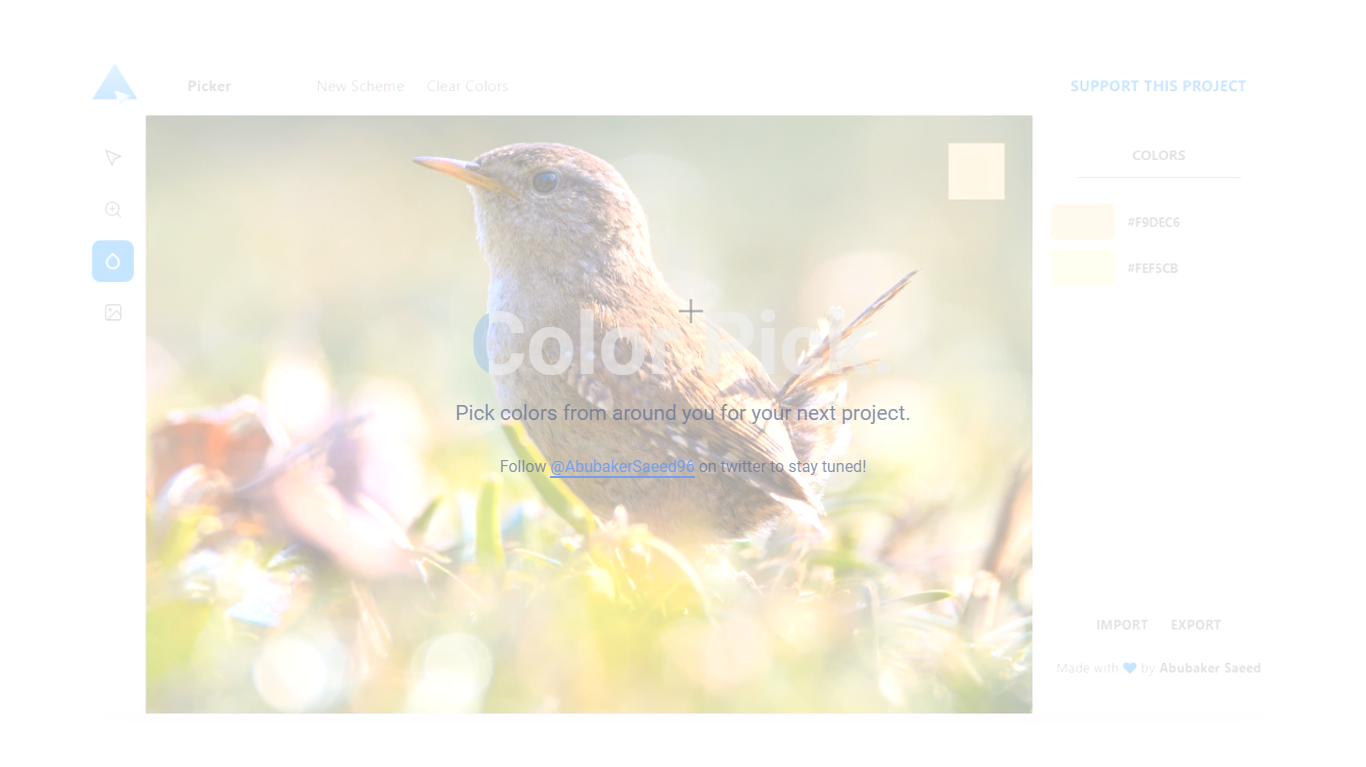 Picker
New Scheme
Clear Colors
SUPPORT THIS PROJECT
COLORS
#F9DEC6
#FEF5CB
Color Pick.
Pick colors from around you for your next project.
Follow @AbubakerSaeed96 on twitter to stay tuned!
IMPORT
EXPORT
Made with by Abubaker Saeed